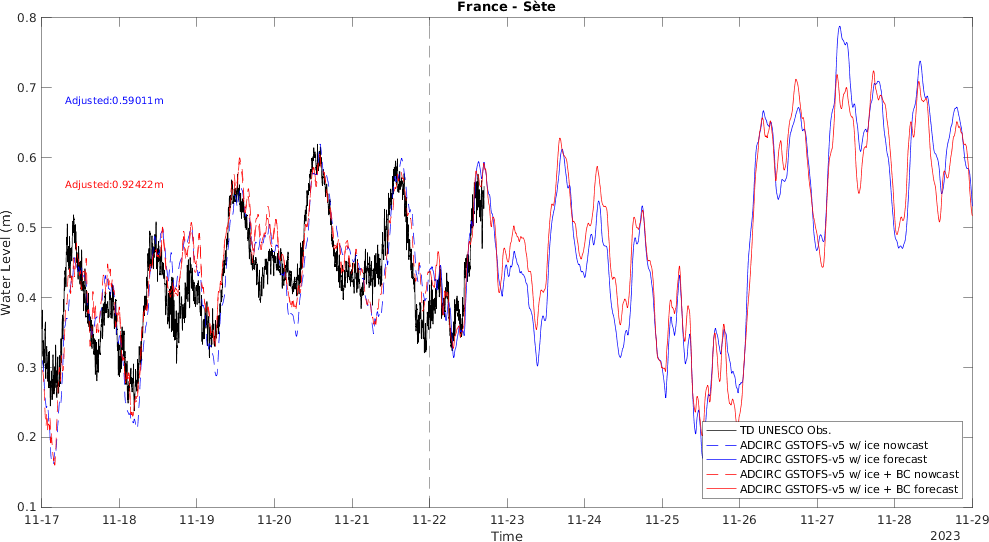 France - Sète
0.8
0.7
0.6
0.5
0.4
0.3
0.2
0.1
Water Level (m)
Adjusted:0.59011m
Adjusted:0.92422m
TD UNESCO Obs.
ADCIRC GSTOFS-v5 w/ ice nowcast
ADCIRC GSTOFS-v5 w/ ice forecast
ADCIRC GSTOFS-v5 w/ ice + BC nowcast
ADCIRC GSTOFS-v5 w/ ice + BC forecast
11-17 11-18 11-19 11-20 11-21 11-22 11-23 11-24 11-25 11-26 11-27 11-28 11-29
Time
2023